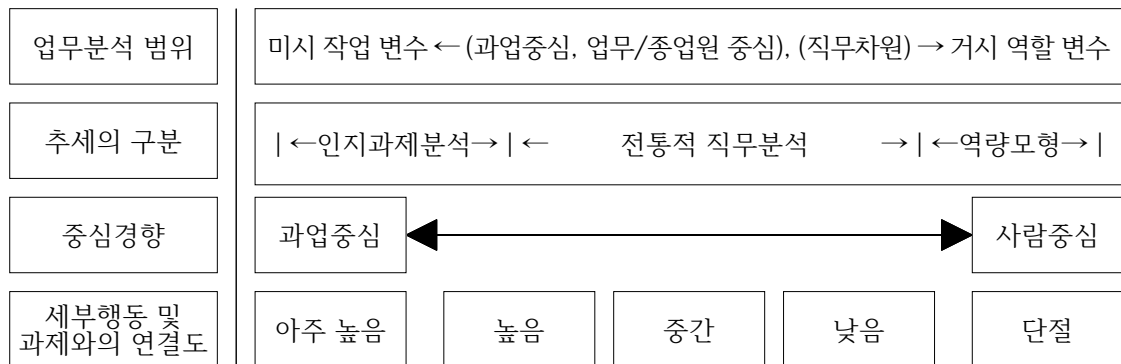 업무분석 범위
미시 작업 변수 ← (과업중심, 업무/종업원 중심), (직무차원) → 거시 역할 변수
추세의 구분
|←인지과제분석→|← 전통적 직무분석 →|←역량모형→|
중심경향
과업중심
사람중심
세부행동 및
과제와의 연결도
아주 높음
높음
중간
낮음
단절